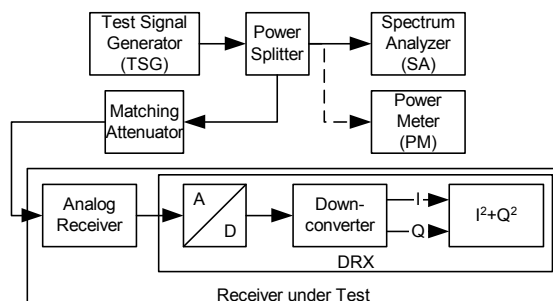 Test Signal
Generator
(TSG)
Power
Splitter
Spectrum
Analyzer
(SA)
Matching
Attenuator
Power
Meter
(PM)
Analog
Receiver
A
D
Down-
converter
I
Q
I²+Q²
DRX
Receiver under Test